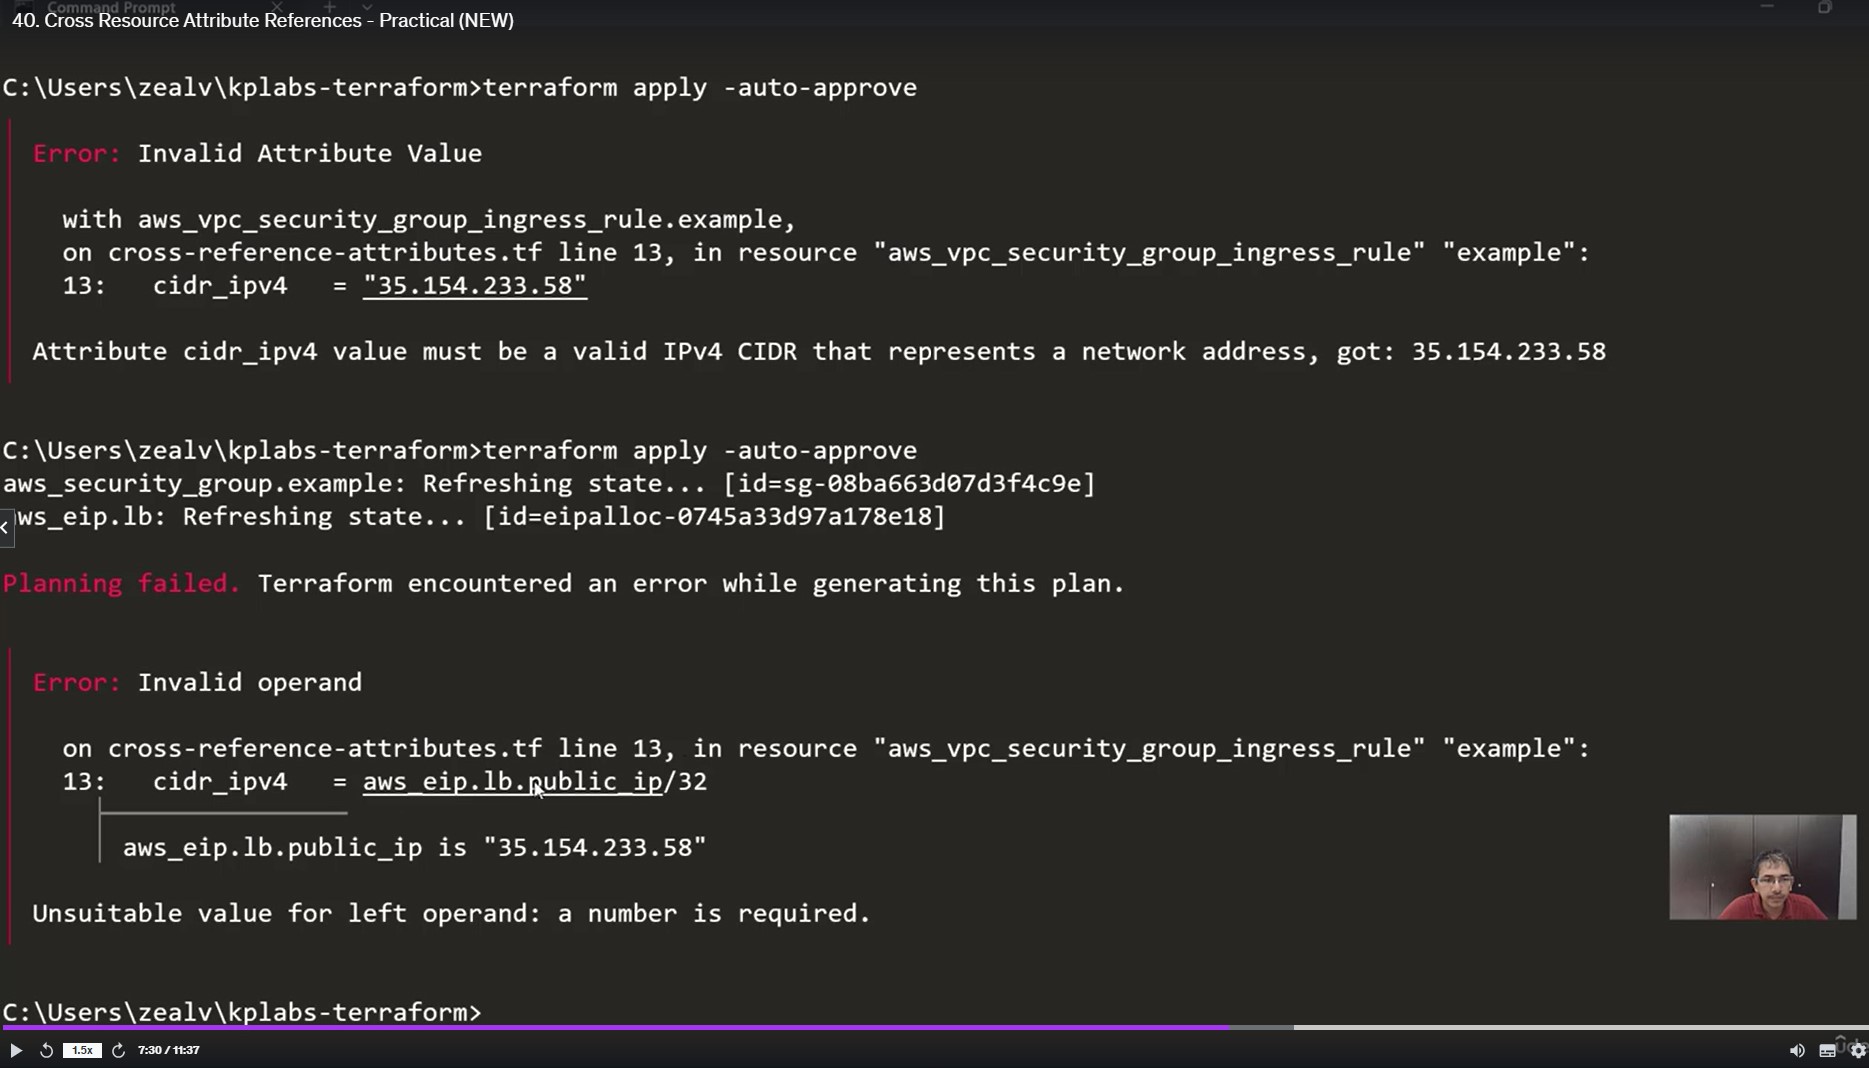 Command Prompt
40. Cross Resource Attribute References - Practical (NEW)
C:\Users\zealv\kplabs-terraform>terraform apply -auto-approve
Error: Invalid Attribute Value
with aws_vpc_security_group_ingress_rule.example,
on cross-reference-attributes.tf line 13, in resource "aws_vpc_security_group_ingress_rule" "example":
13:   cidr_ipv4   = "35.154.233.58"
Attribute cidr_ipv4 value must be a valid IPv4 CIDR that represents a network address, got: 35.154.233.58
C:\Users\zealv\kplabs-terraform>terraform apply -auto-approve
aws_security_group.example: Refreshing state... [id=sg-08ba663d07d3f4c9e]
ws_eip.lb: Refreshing state... [id=eipalloc-0745a33d97a178e18]
Planning failed. Terraform encountered an error while generating this plan.
Error: Invalid operand
on cross-reference-attributes.tf line 13, in resource "aws_vpc_security_group_ingress_rule" "example":
13:   cidr_ipv4   = aws_eip.lb.public_ip/32
aws_eip.lb.public_ip is "35.154.233.58"
Unsuitable value for left operand: a number is required.
C:\Users\zealv\kplabs-terraform>
1.5x 7:30 / 11:37